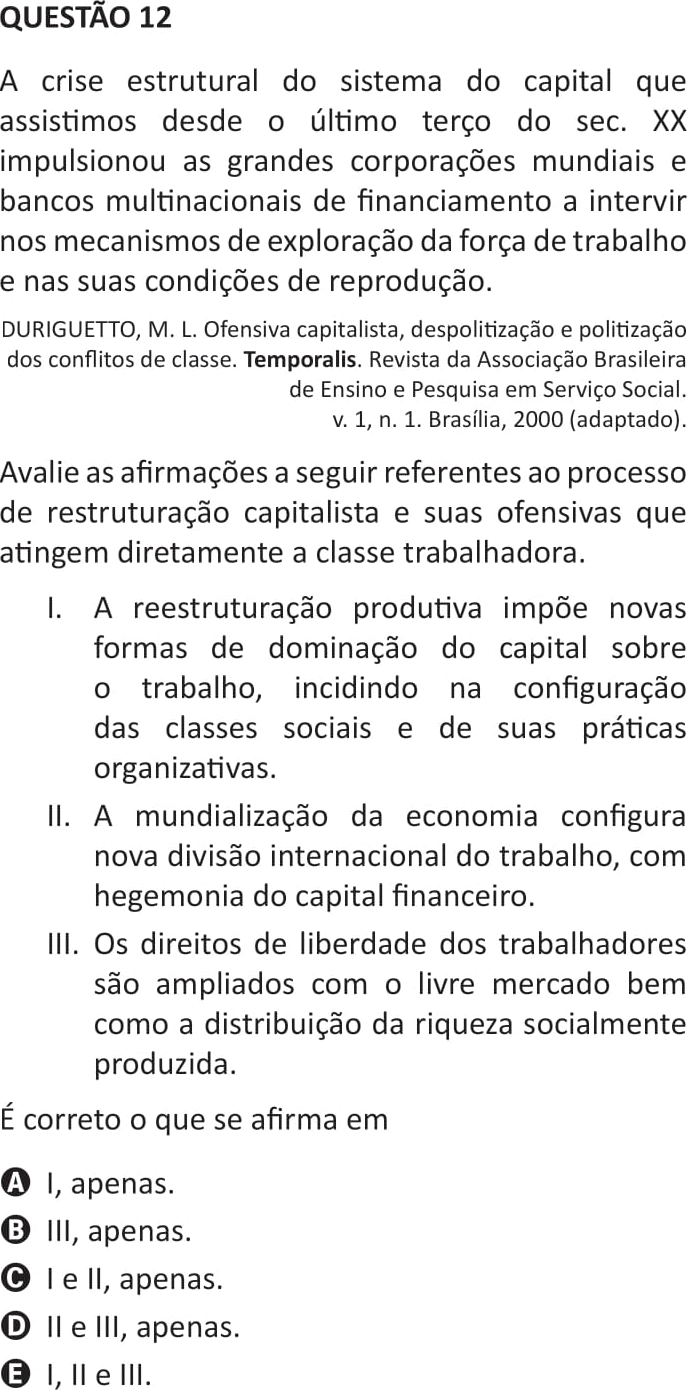 QUESTÃO 12
A crise estrutural do sistema do capital que
assistimos desde o último terço do sec. XX
impulsionou as grandes corporações mundiais e
bancos multinacionais de financiamento a intervir
nos mecanismos de exploração da força de trabalho
e nas suas condições de reprodução.
DURIGUETTO, M. L. Ofensiva capitalista, despolitização e politização
dos conflitos de classe. Temporalis. Revista da Associação Brasileira
de Ensino e Pesquisa em Serviço Social.
v. 1, n. 1. Brasília, 2000 (adaptado).
Avalie as afirmações a seguir referentes ao processo
de restruturação capitalista e suas ofensivas que
atingem diretamente a classe trabalhadora.
I. A reestruturação produtiva impõe novas
formas de dominação do capital sobre
o trabalho, incidindo na configuração
das classes sociais e de suas práticas
organizativas.
II. A mundialização da economia configura
nova divisão internacional do trabalho, com
hegemonia do capital financeiro.
III. Os direitos de liberdade dos trabalhadores
são ampliados com o livre mercado bem
como a distribuição da riqueza socialmente
produzida.
É correto o que se afirma em
A I, apenas.
B III, apenas.
C I e II, apenas.
D II e III, apenas.
E I, II e III.